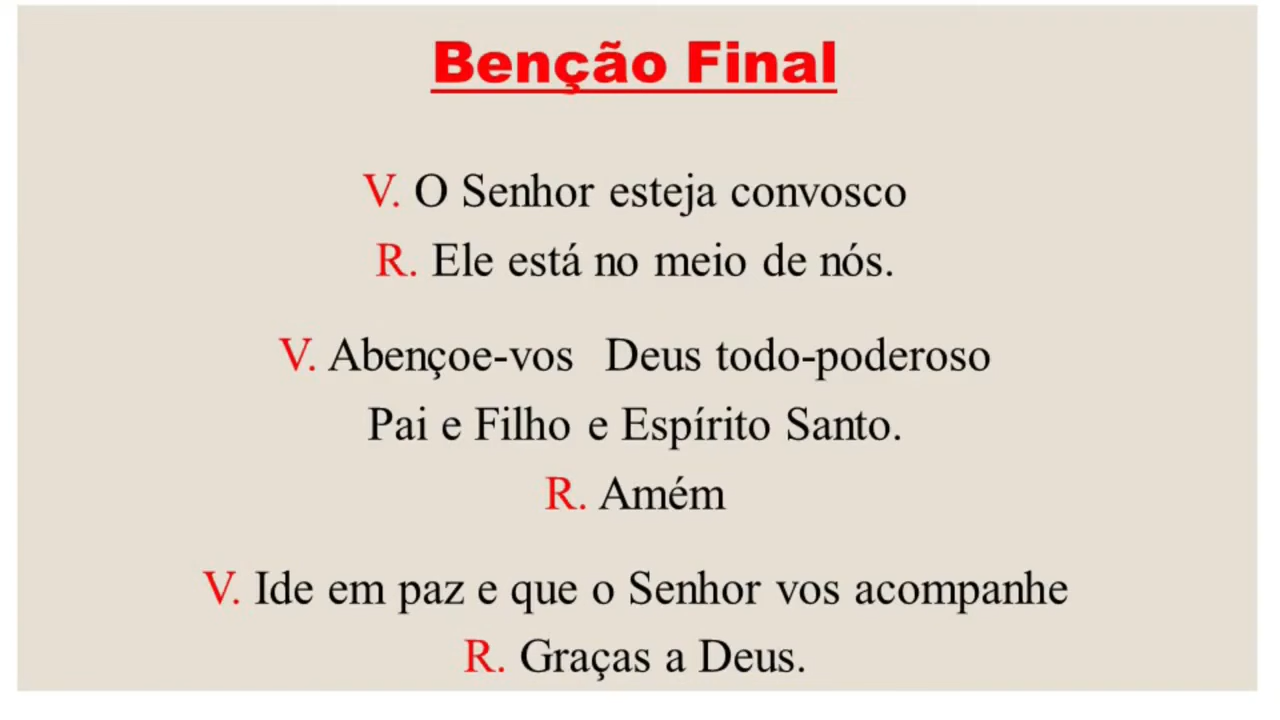 Benção Final
V. O Senhor esteja convosco
R. Ele está no meio de nós.
V. Abençoe-vos Deus todo-poderoso
Pai e Filho e Espírito Santo.
R. Amém
V. Ide em paz e que o Senhor vos acompanhe
R. Graças a Deus.